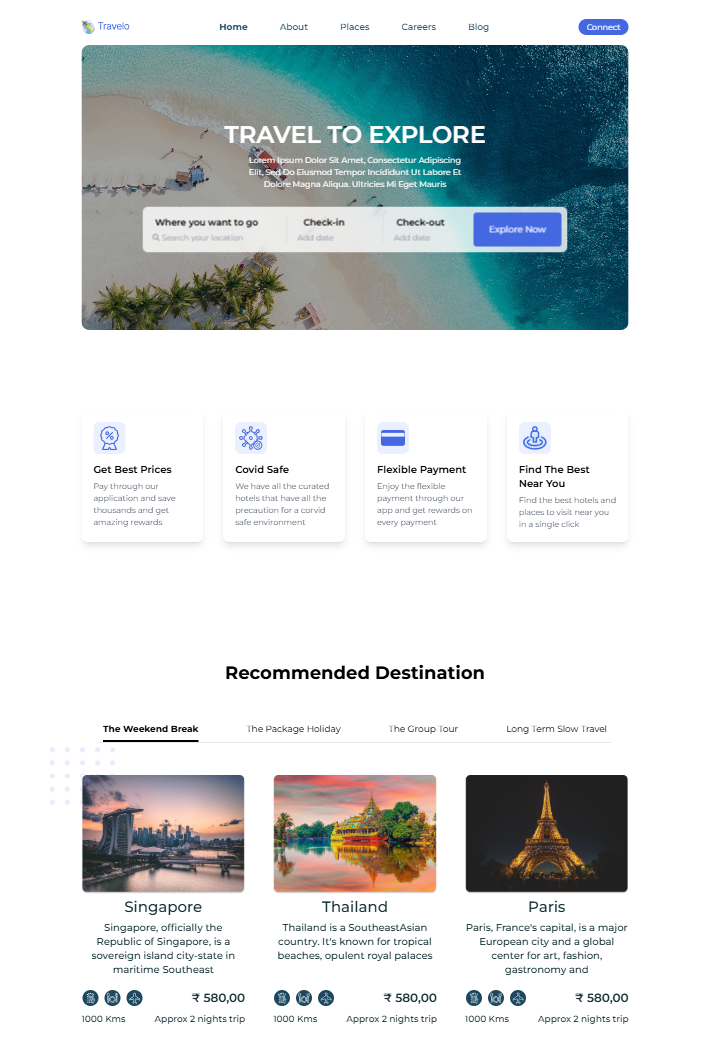 Travelo
Home About Places Careers Blog
Connect
TRAVEL TO EXPLORE
Lorem Ipsum Dolor Sit Amet, Consectetur Adipiscing
Elit, Sed Do Eiusmod Tempor Incididunt Ut Labore Et
Dolore Magna Aliqua. Ultricies Mi Eget Mauris
Where you want to go
Search your location
Check-in
Add date
Check-out
Add date
Explore Now
Get Best Prices
Pay through our
application and save
thousands and get
amazing rewards
Covid Safe
We have all the curated
hotels that have all the
precaution for a corvid
safe environment
Flexible Payment
Enjoy the flexible
payment through our
app and get rewards on
every payment
Find The Best
Near You
Find the best hotels and
places to visit near you
in a single click
Recommended Destination
The Weekend Break The Package Holiday The Group Tour Long Term Slow Travel
Singapore
Singapore, officially the
Republic of Singapore, is a
sovereign island city-state in
maritime Southeast
₹ 580,00
1000 Kms Approx 2 nights trip
Thailand
Thailand is a SoutheastAsian
country. It's known for tropical
beaches, opulent royal palaces
₹ 580,00
1000 Kms Approx 2 nights trip
Paris
Paris, France's capital, is a major
European city and a global
center for art, fashion,
gastronomy and
₹ 580,00
1000 Kms Approx 2 nights trip